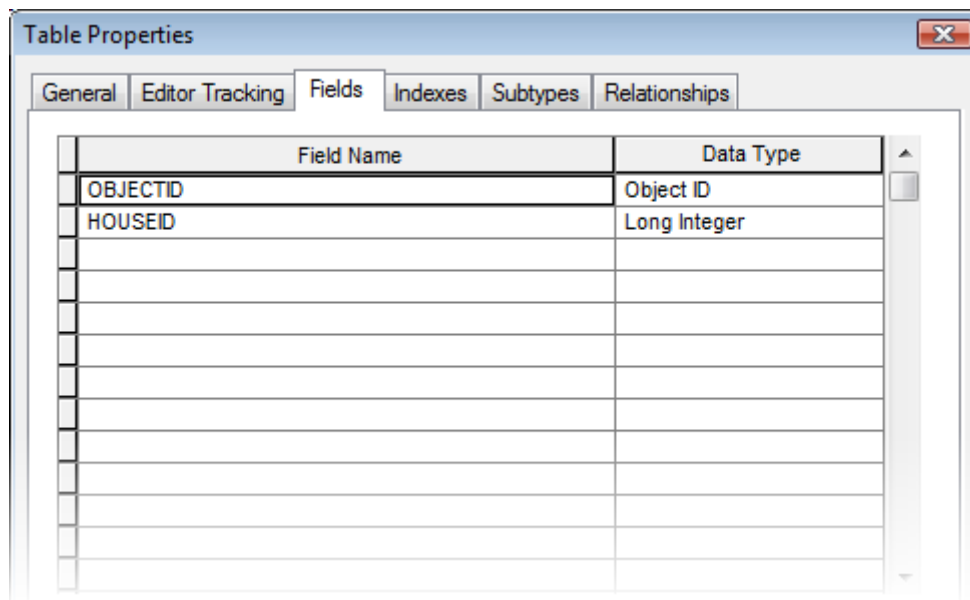 Table Properties
General Editor Tracking Fields Indexes Subtypes Relationships
Field Name Data Type
OBJECTID Object ID
HOUSEID Long Integer